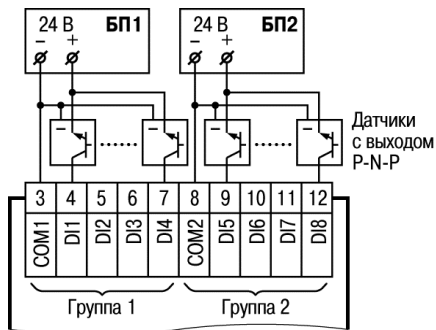 24 В БП1
– +
24 В БП2
– +
Датчики
с выходом
P-N-P
– – – –
3 4 5 6 7 8 9 10 11 12
COM1 DI1 DI2 DI3 DI4 COM2 DI5 DI6 DI7 DI8
Группа 1 Группа 2